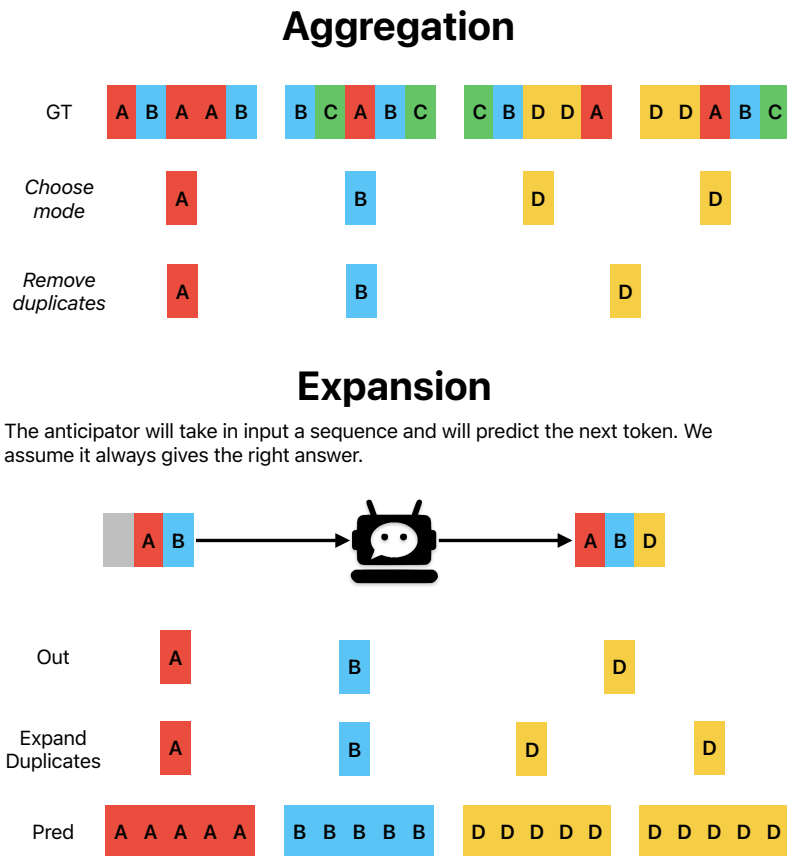 Aggregation
GT A B A A B B C A B C C B D D A D D A B C
Choose
mode
A B D D
Remove
duplicates
A B D
Expansion
The anticipator will take in input a sequence and will predict the next token. We
assume it always gives the right answer.
A B A B D
Out A B D
Expand
Duplicates
A B D D
Pred A A A A A B B B B B D D D D D D D D D D